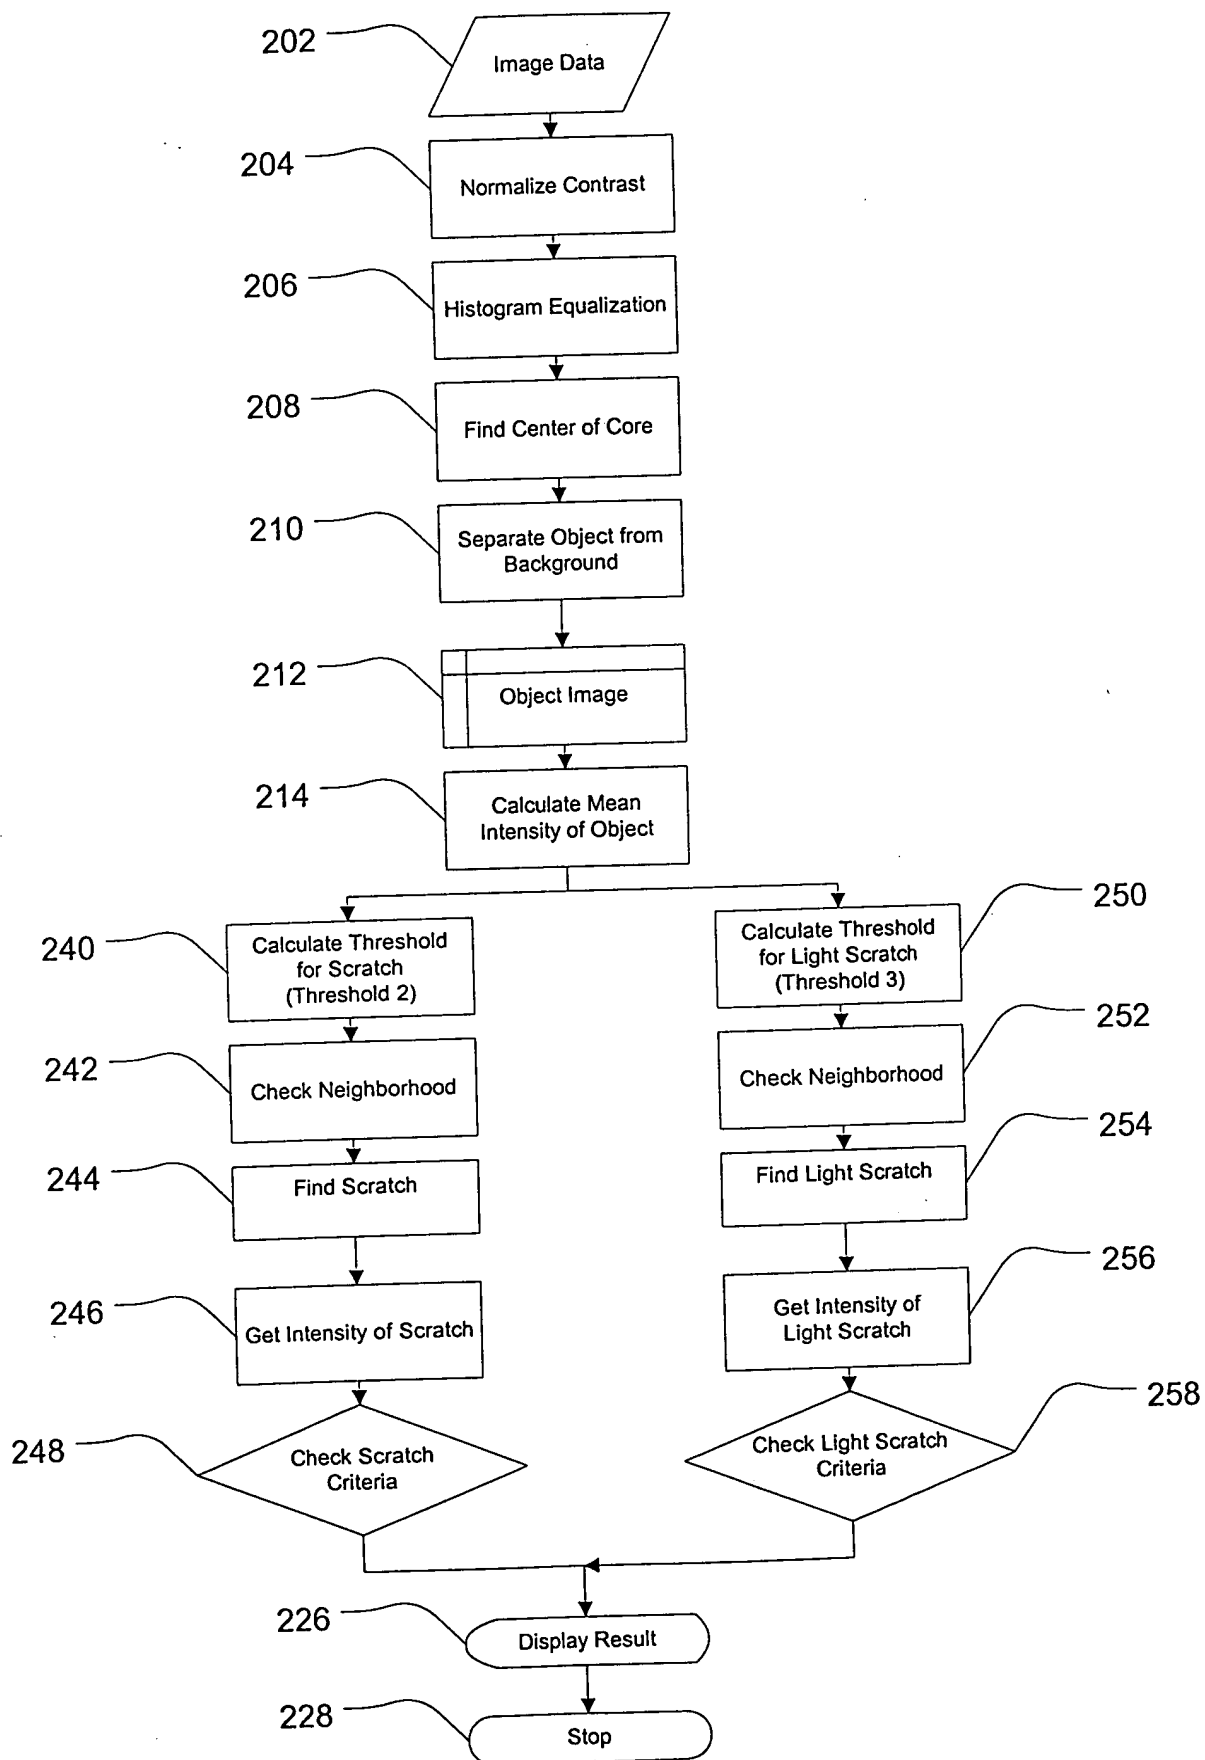 202
Image Data
204
Normalize Contrast
206
Histogram Equalization
208
Find Center of Core
210
Separate Object from
Background
212
Object Image
214
Calculate Mean
Intensity of Object
240
Calculate Threshold
for Scratch
(Threshold 2)
242
Check Neighborhood
244
Find Scratch
246
Get Intensity of Scratch
248
Check Scratch
Criteria
250
Calculate Threshold
for Light Scratch
(Threshold 3)
252
Check Neighborhood
254
Find Light Scratch
256
Get Intensity of
Light Scratch
258
Check Light Scratch
Criteria
226
Display Result
228
Stop